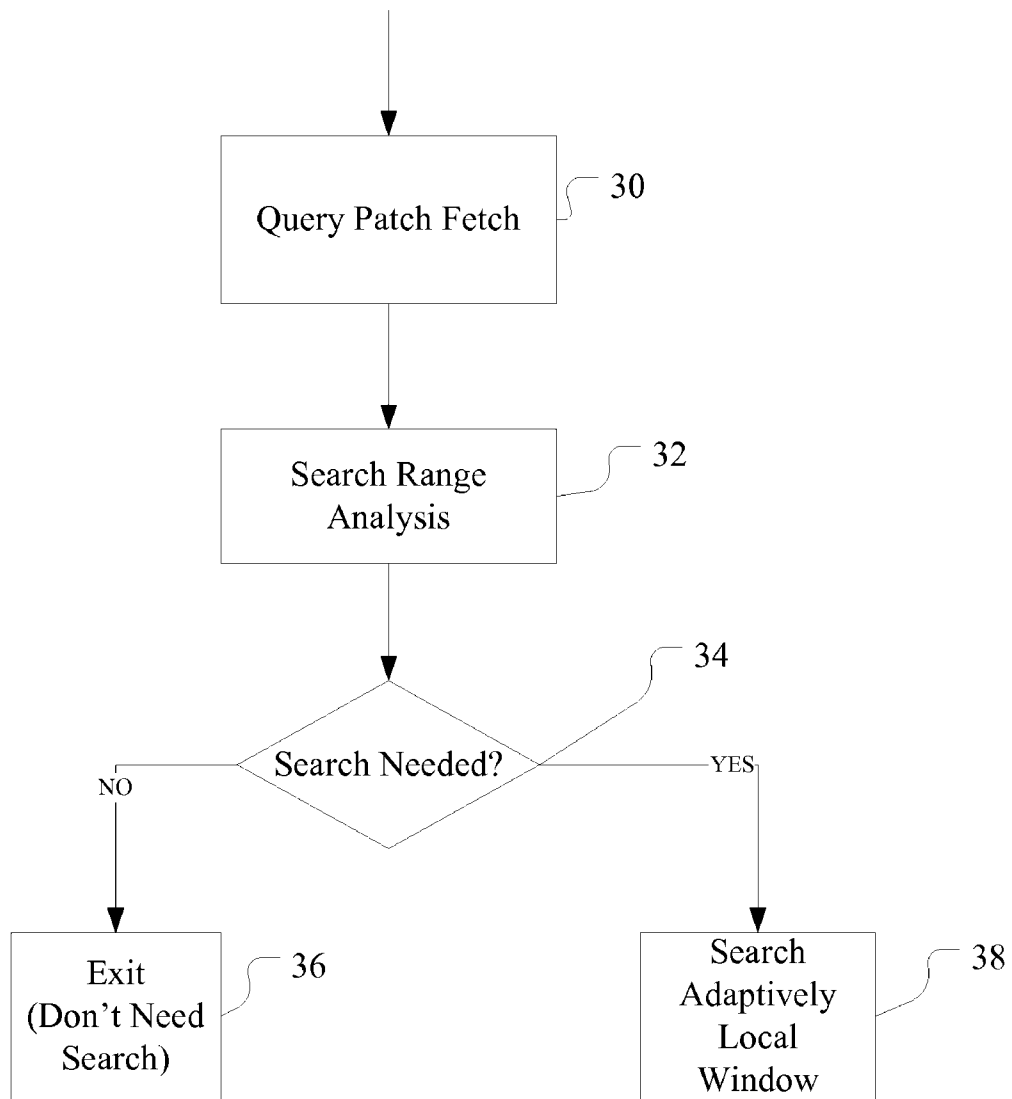 Query Patch Fetch
30
Search Range
Analysis
32
Search Needed?
34
NO
YES
Exit
(Don't Need
Search)
36
Search
Adaptively
Local
Window
38